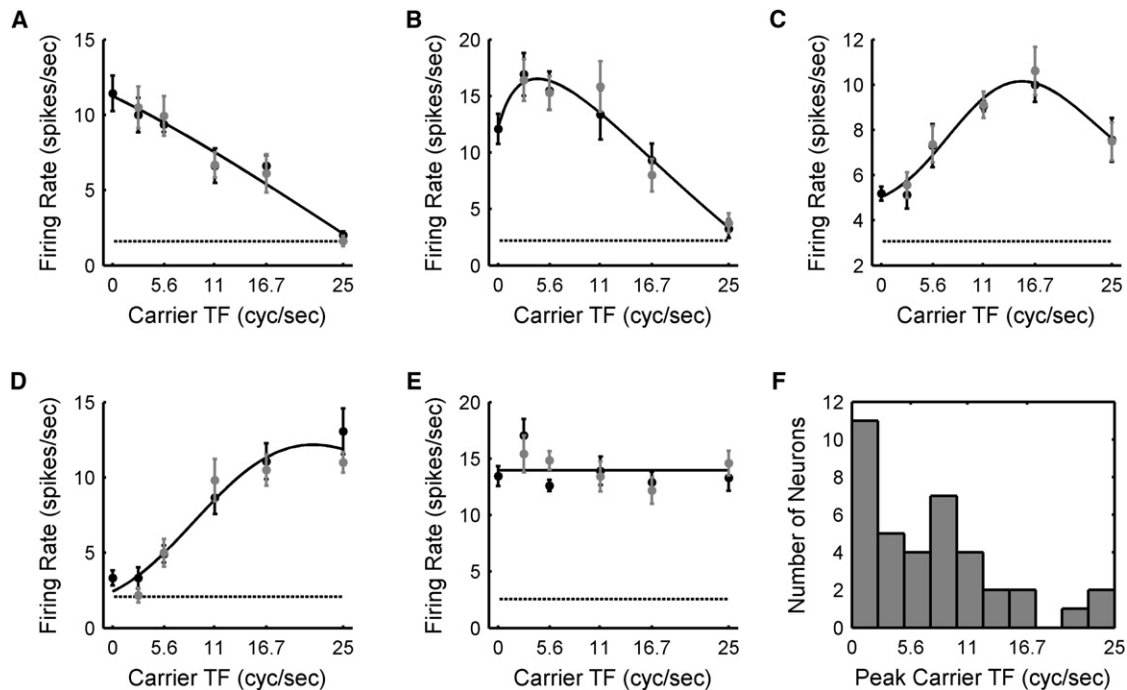 A
Firing Rate (spikes/sec)
15
10
5
0
0 5.6 11 16.7 25
Carrier TF (cyc/sec)
B
Firing Rate (spikes/sec)
20
15
10
5
0
0 5.6 11 16.7 25
Carrier TF (cyc/sec)
C
Firing Rate (spikes/sec)
12
10
8
6
4
2
0 5.6 11 16.7 25
Carrier TF (cyc/sec)
D
Firing Rate (spikes/sec)
15
10
5
0
0 5.6 11 16.7 25
Carrier TF (cyc/sec)
E
Firing Rate (spikes/sec)
20
15
10
5
0
0 5.6 11 16.7 25
Carrier TF (cyc/sec)
F
Number of Neurons
12
10
8
6
4
2
0
0 5.6 11 16.7 25
Peak Carrier TF (cyc/sec)